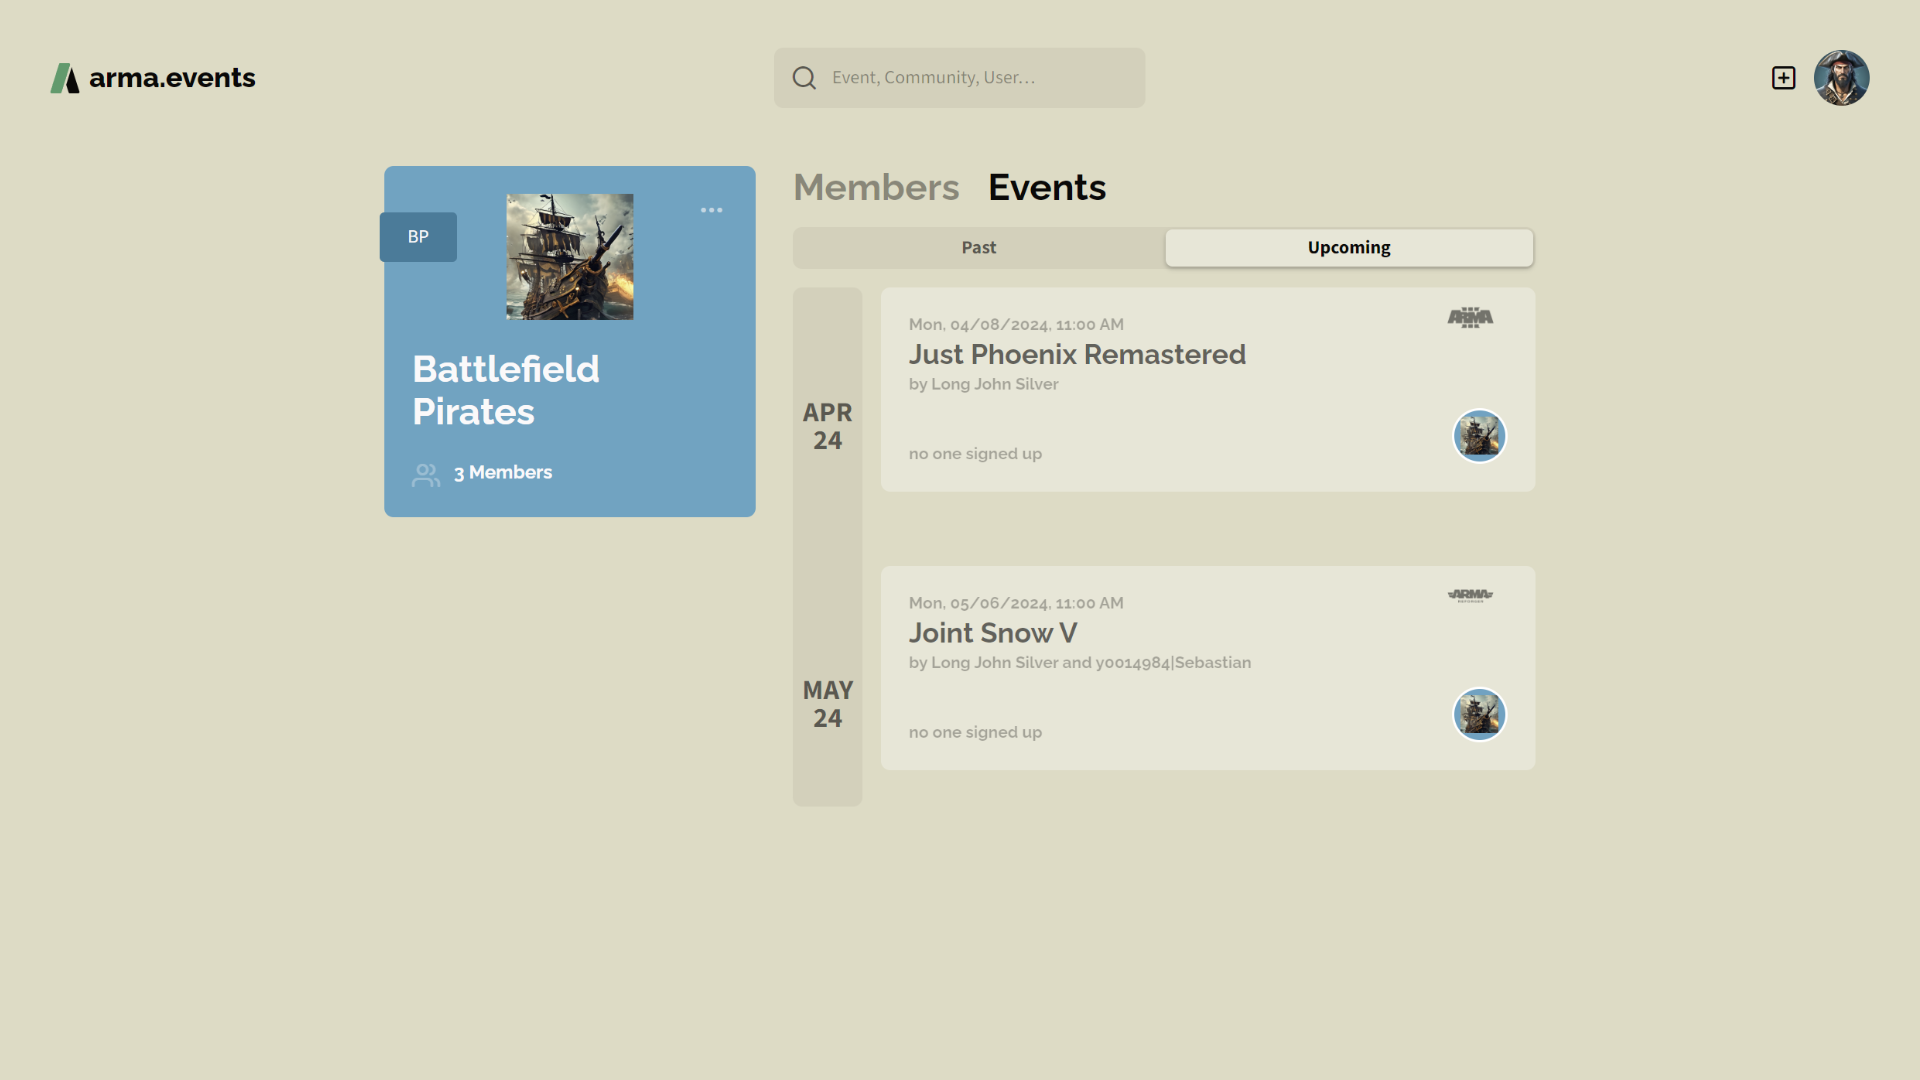 arma.events
Event, Community, User...
BP
Battlefield
Pirates
3 Members
Members Events
Past Upcoming
APR
24
Mon, 04/08/2024, 11:00 AM
ARMA III
Just Phoenix Remastered
by Long John Silver
no one signed up
MAY
24
Mon, 05/06/2024, 11:00 AM
ARMA
Joint Snow V
by Long John Silver and y0014984|Sebastian
no one signed up